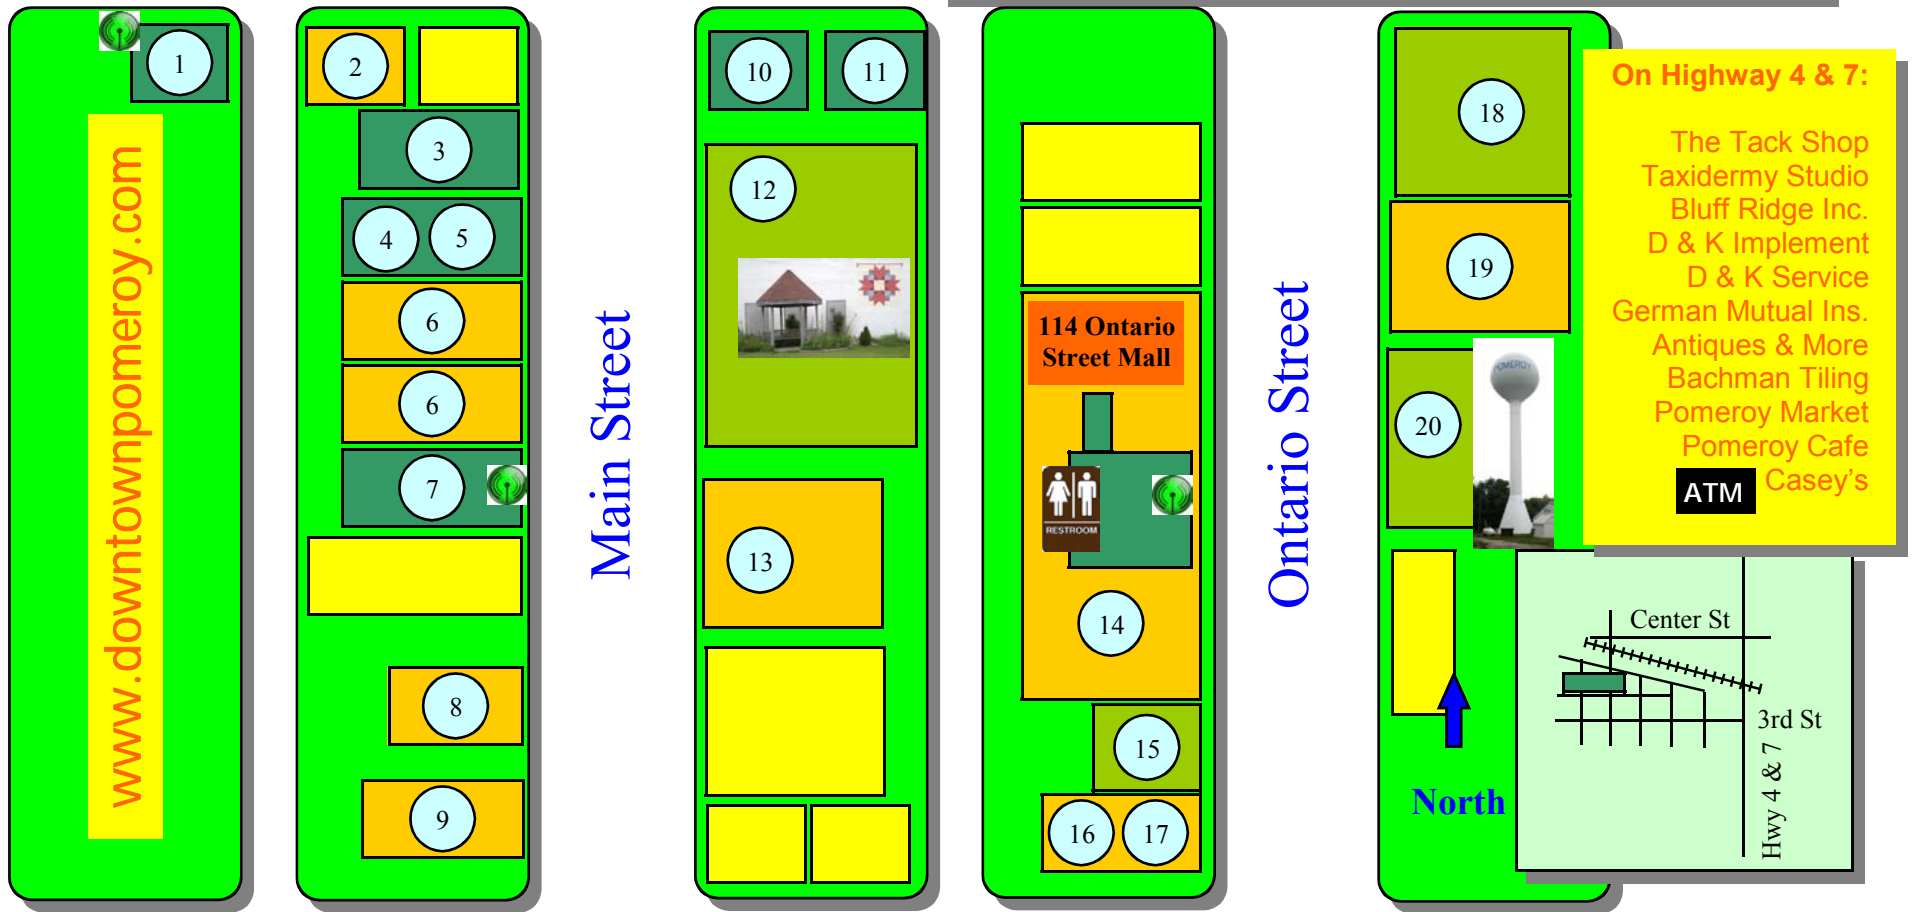 1
www.downtownpomeroy.com
2
3
4 5
6
6
7
8
9
Main Street
10 11
12
13
114 Ontario
Street Mall
RESTROOM
14
15
16 17
Ontario Street
18
19
20
POMEROY
North
On Highway 4 & 7:
The Tack Shop
Taxidermy Studio
Bluff Ridge Inc.
D & K Implement
D & K Service
German Mutual Ins.
Antiques & More
Bachman Tiling
Pomeroy Market
Pomeroy Cafe
Casey's
ATM
Center St
3rd St
Hwy 4 & 7